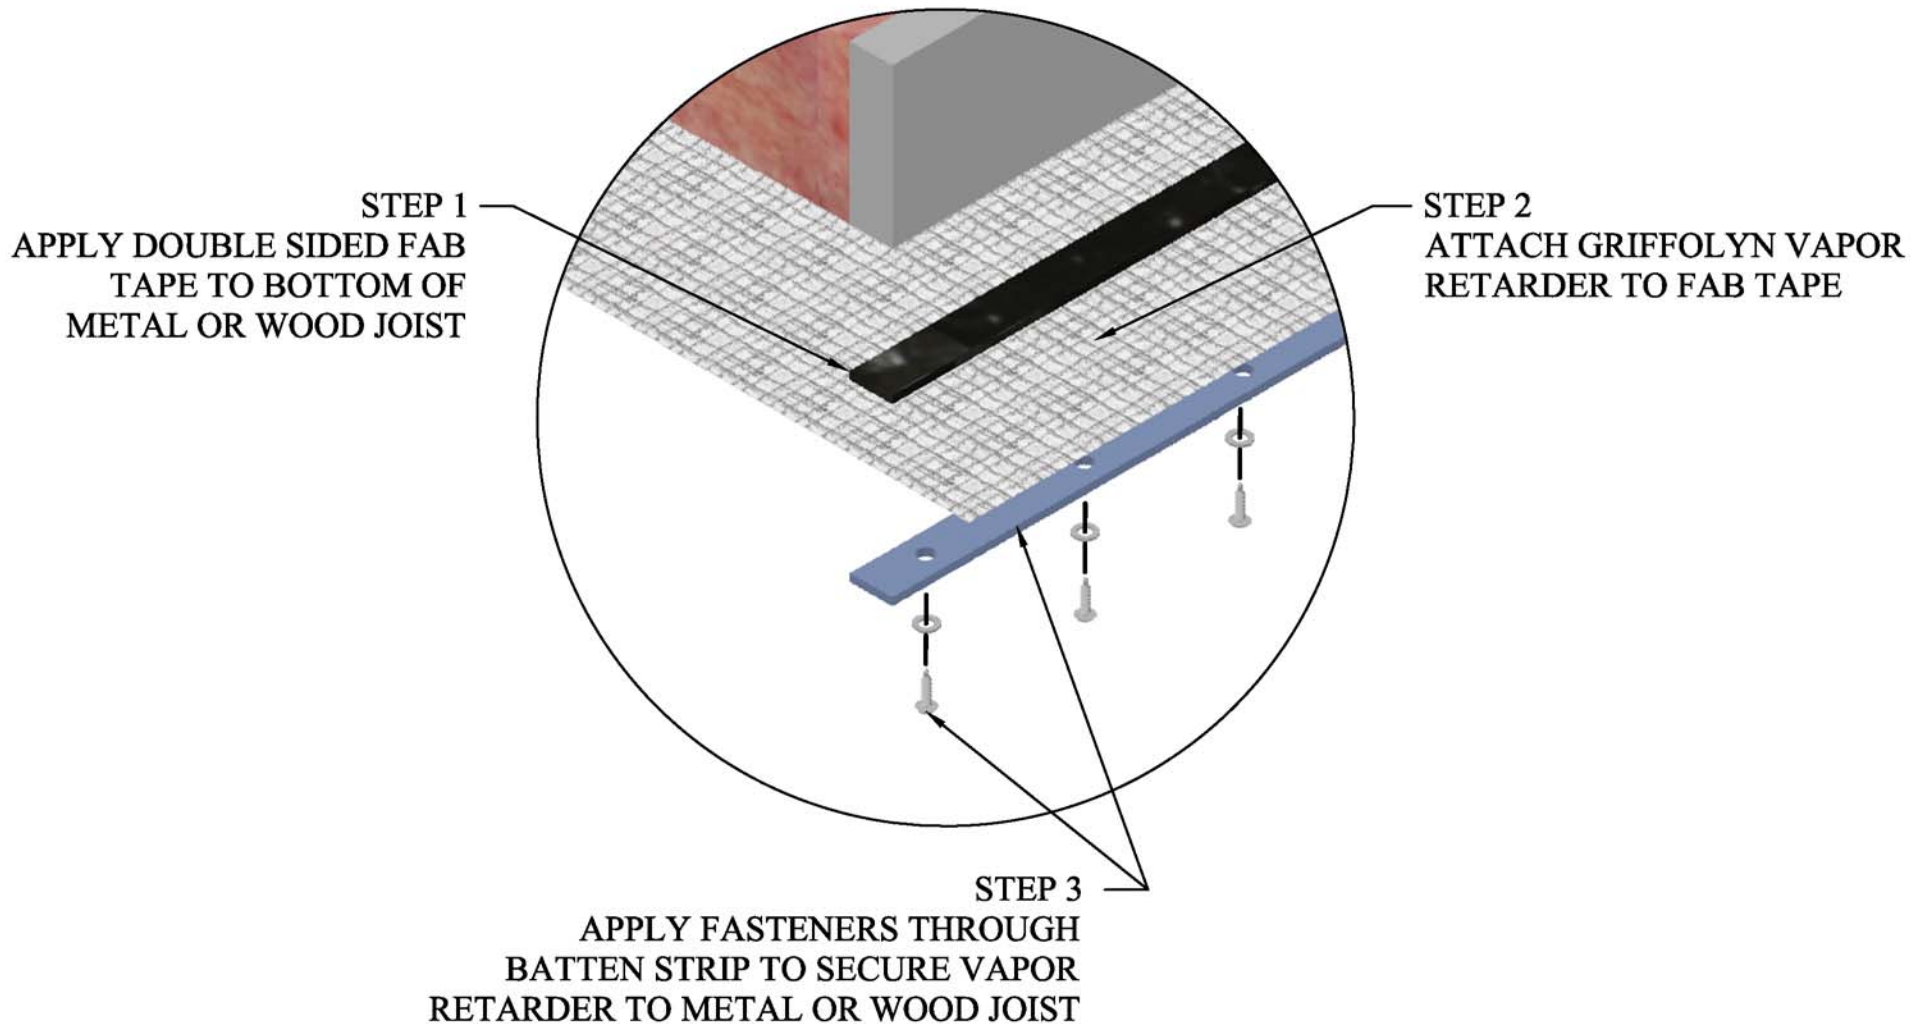 STEP 1
APPLY DOUBLE SIDED FAB
TAPE TO BOTTOM OF
METAL OR WOOD JOIST
STEP 2
ATTACH GRIFFOLYN VAPOR
RETARDER TO FAB TAPE
STEP 3
APPLY FASTENERS THROUGH
BATTEN STRIP TO SECURE VAPOR
RETARDER TO METAL OR WOOD JOIST